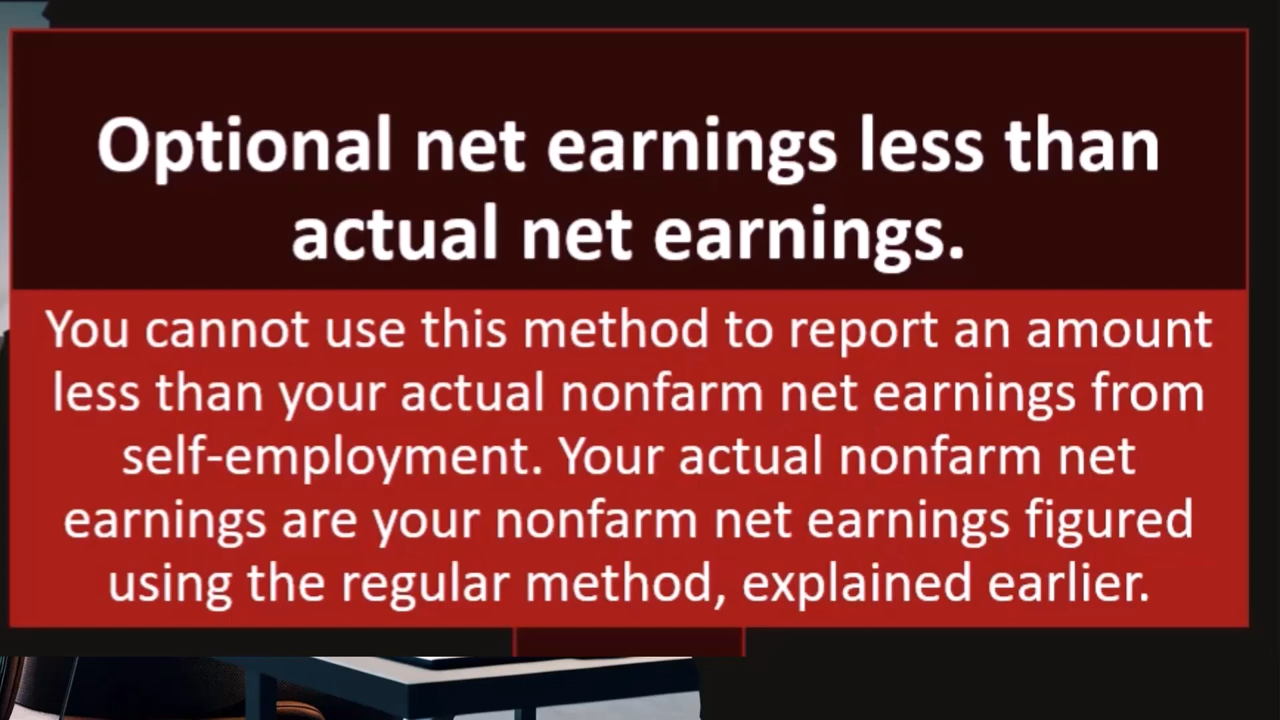 Optional net earnings less than
actual net earnings.
You cannot use this method to report an amount
less than your actual nonfarm net earnings from
self-employment. Your actual nonfarm net
earnings are your nonfarm net earnings figured
using the regular method, explained earlier.